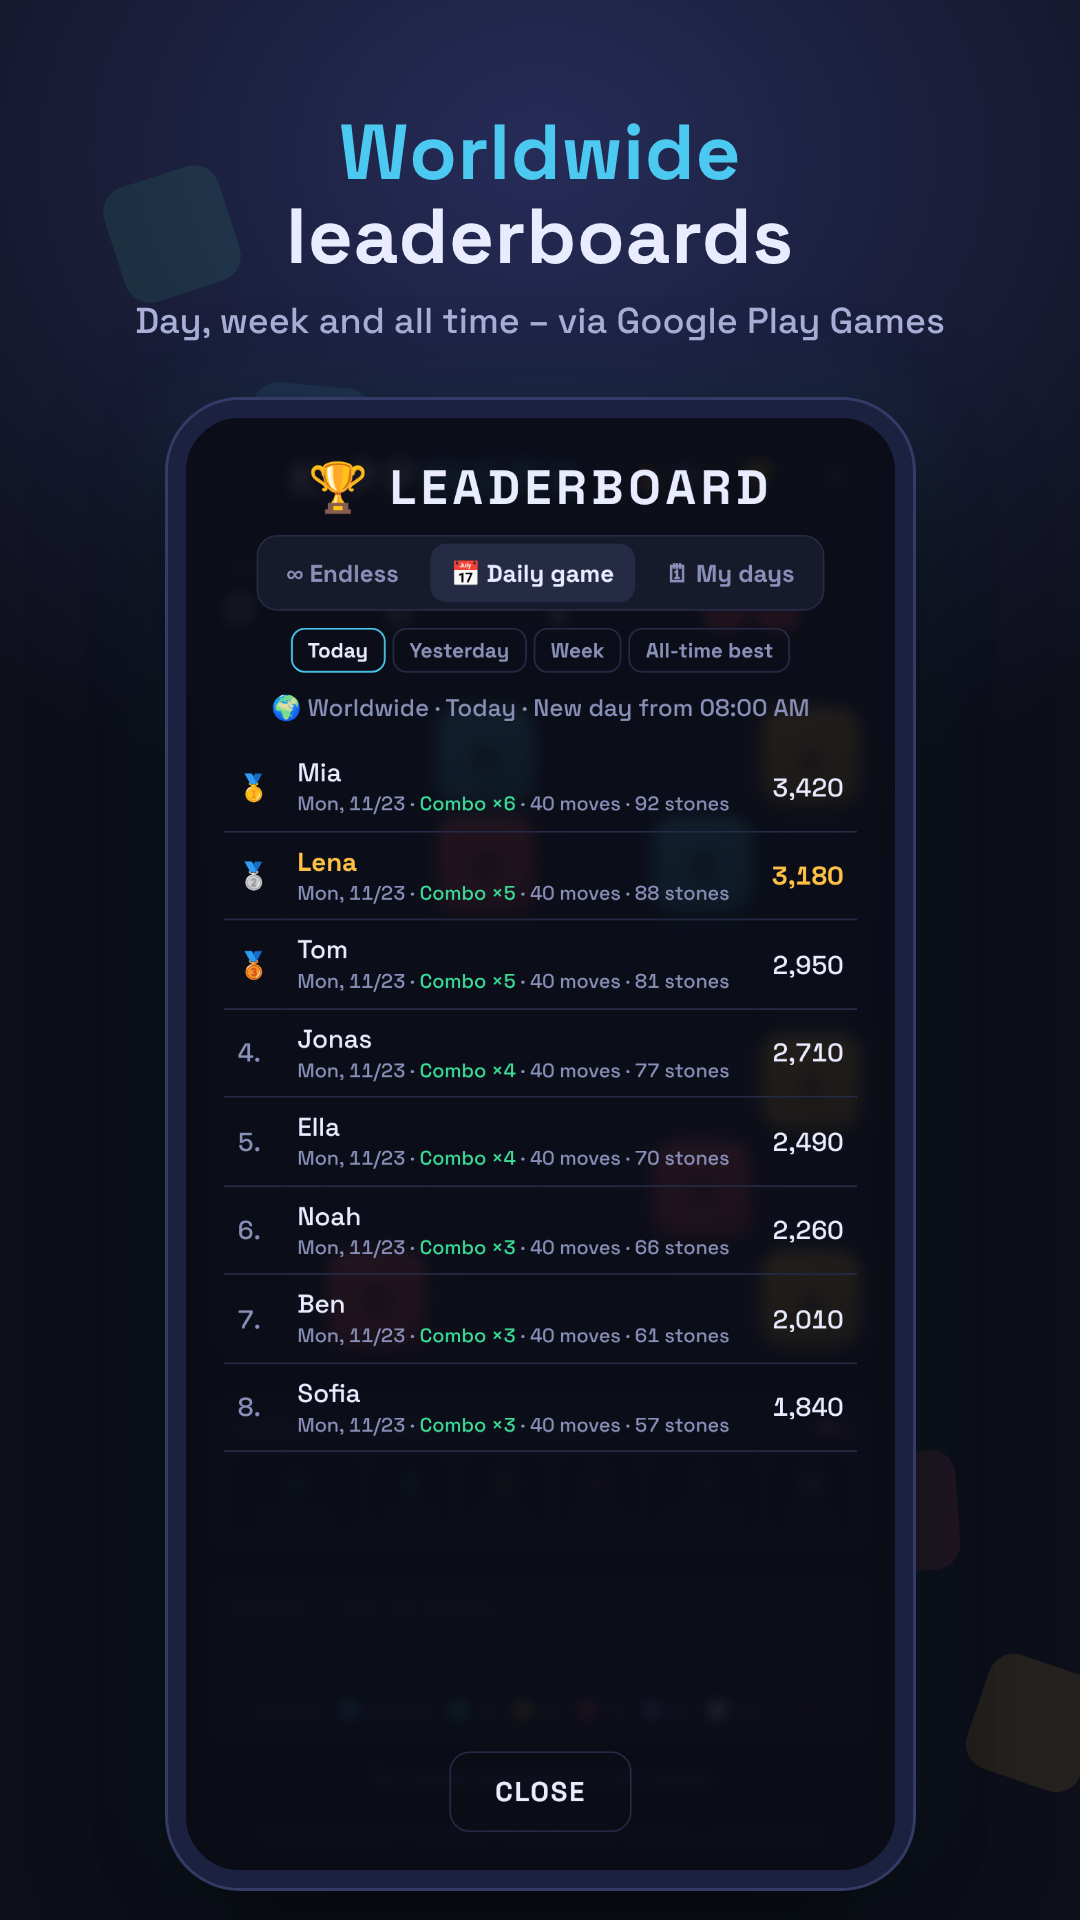 Worldwide
leaderboards
Day, week and all time – via Google Play Games
🏆 LEADERBOARD
∞ Endless
📅 Daily game
🗓 My days
Today
Yesterday
Week
All-time best
🌍 Worldwide · Today · New day from 08:00 AM
🥇 Mia 3,420
Mon, 11/23 · Combo ×6 · 40 moves · 92 stones
🥈 Lena 3,180
Mon, 11/23 · Combo ×5 · 40 moves · 88 stones
🥉 Tom 2,950
Mon, 11/23 · Combo ×5 · 40 moves · 81 stones
4. Jonas 2,710
Mon, 11/23 · Combo ×4 · 40 moves · 77 stones
5. Ella 2,490
Mon, 11/23 · Combo ×4 · 40 moves · 70 stones
6. Noah 2,260
Mon, 11/23 · Combo ×3 · 40 moves · 66 stones
7. Ben 2,010
Mon, 11/23 · Combo ×3 · 40 moves · 61 stones
8. Sofia 1,840
Mon, 11/23 · Combo ×3 · 40 moves · 57 stones
CLOSE